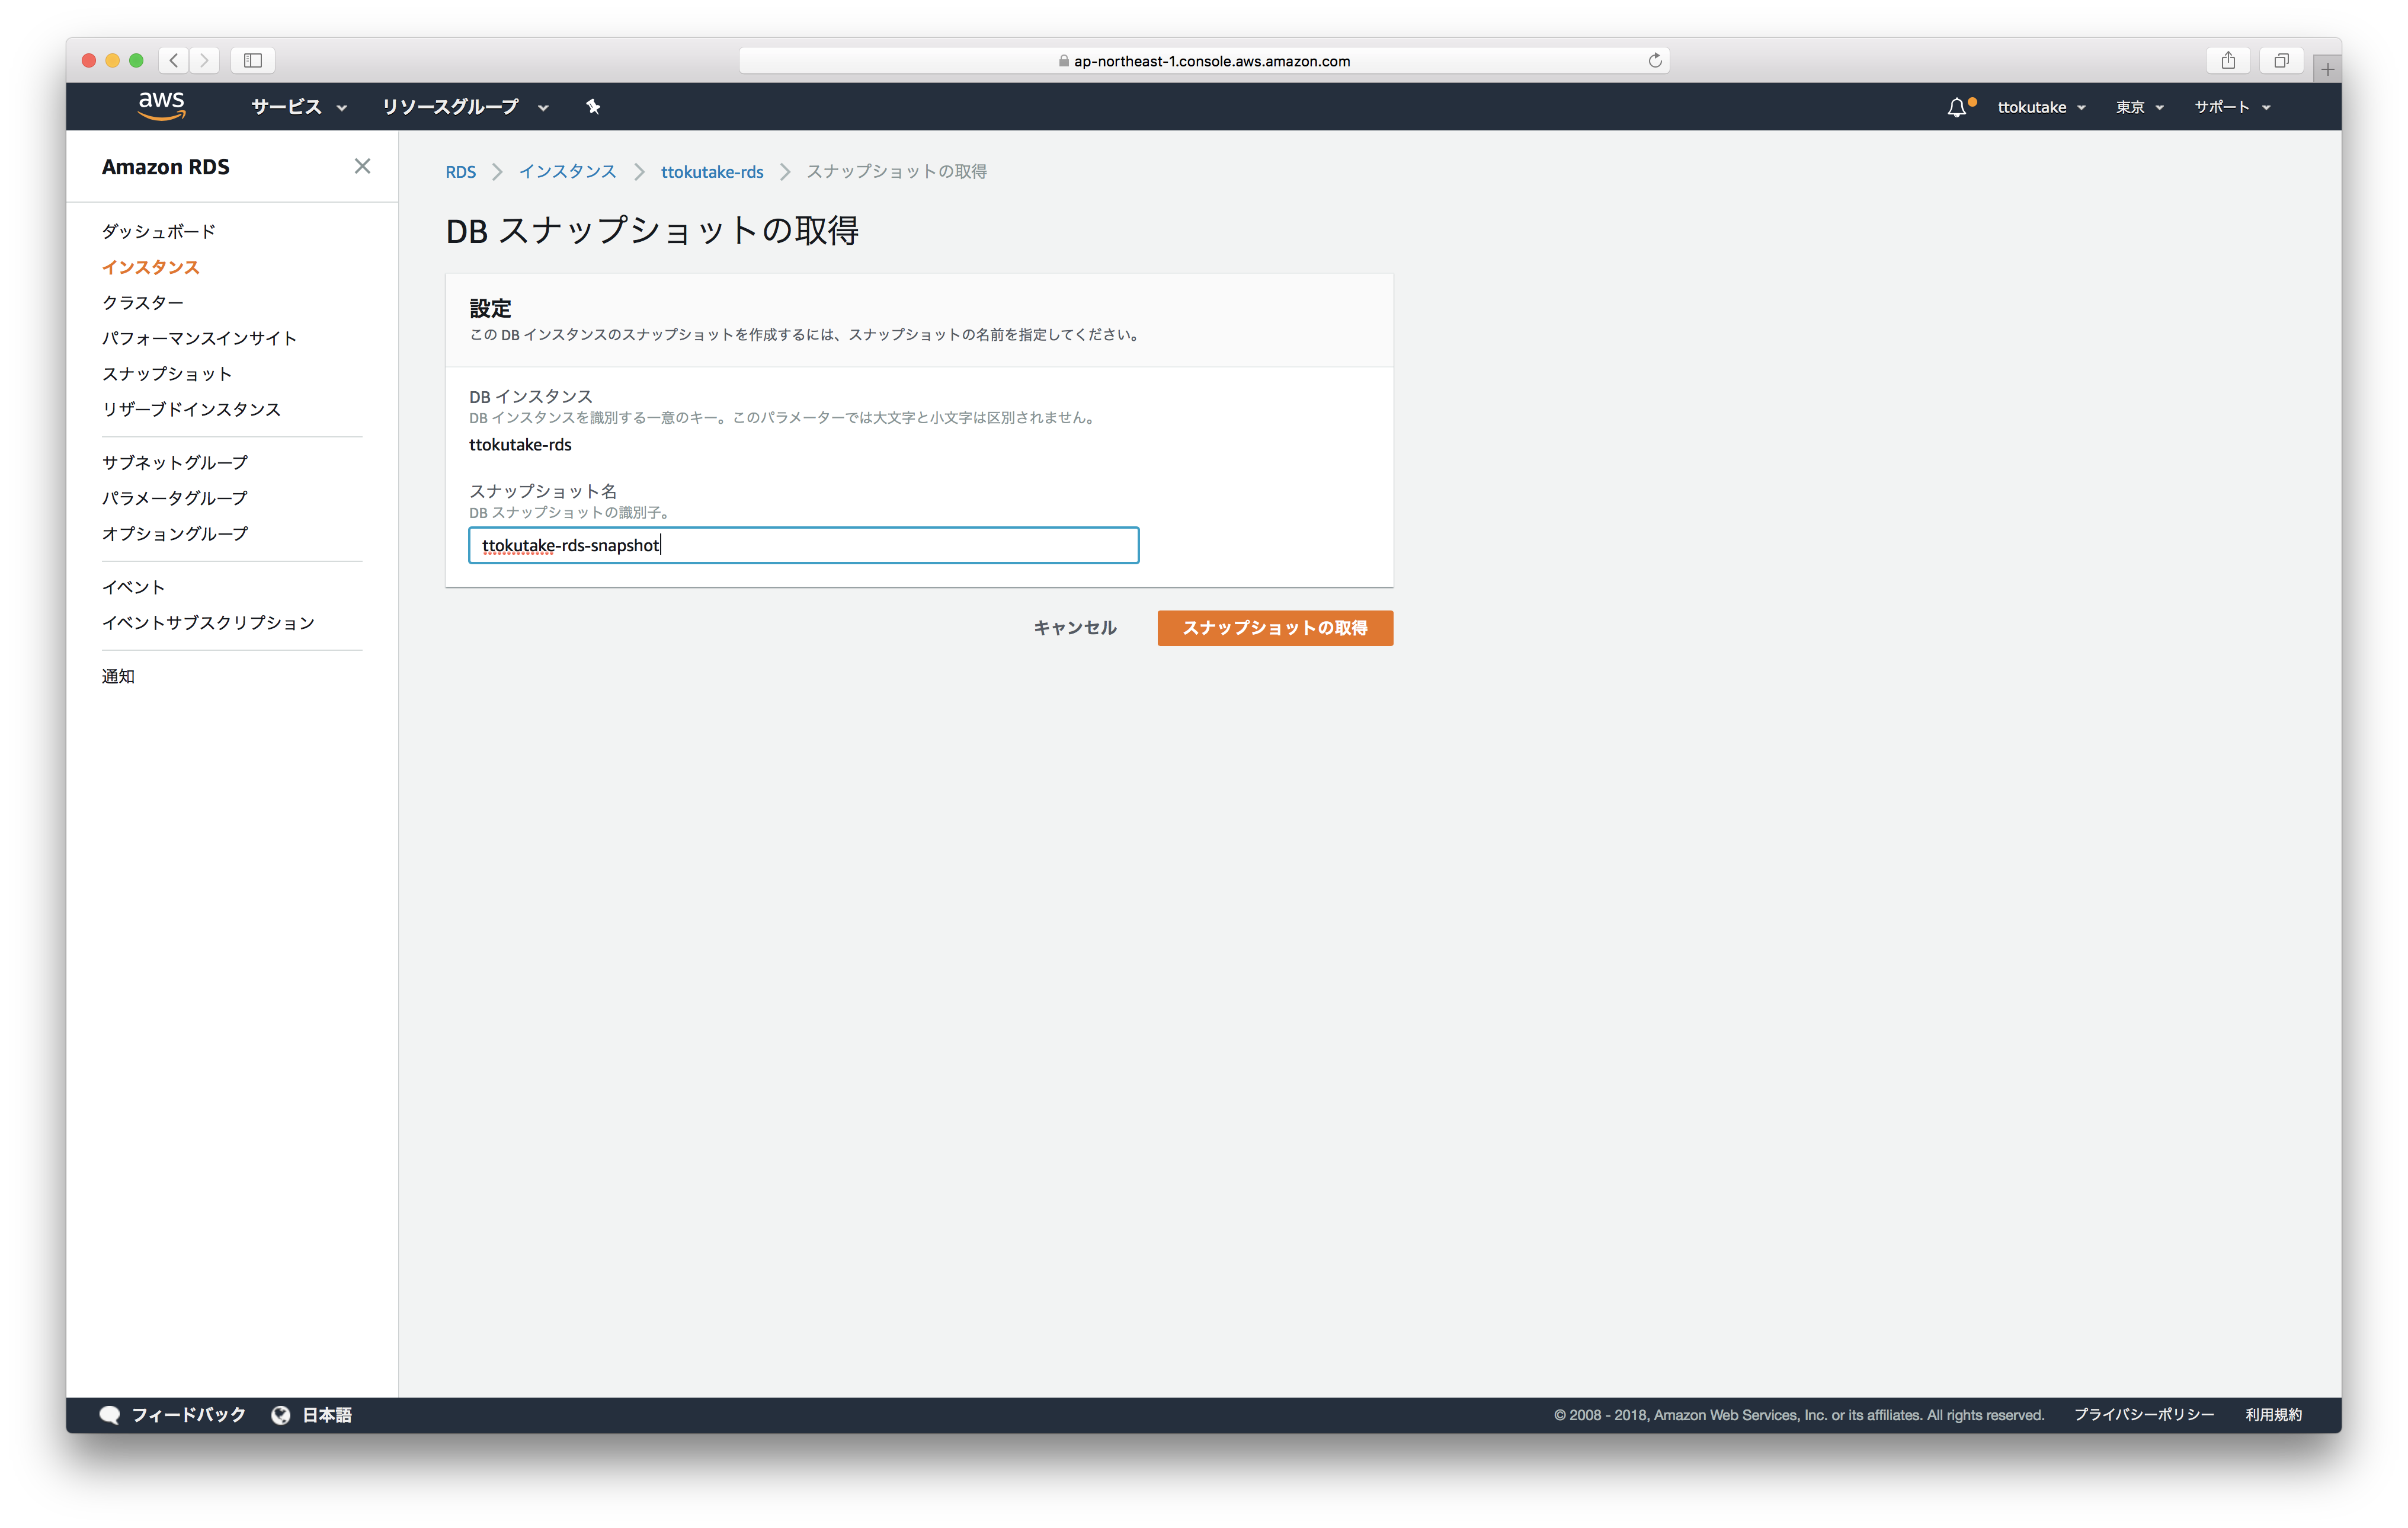 ap-northeast-1.console.aws.amazon.com
aws サービス リソースグループ ttokutake 東京 サポート
Amazon RDS
ダッシュボード
インスタンス
クラスター
パフォーマンスインサイト
スナップショット
リザーブドインスタンス
サブネットグループ
パラメータグループ
オプショングループ
イベント
イベントサブスクリプション
通知
RDS インスタンス ttokutake-rds スナップショットの取得
DB スナップショットの取得
設定
この DB インスタンスのスナップショットを作成するには、スナップショットの名前を指定してください。
DB インスタンス
DB インスタンスを識別する一意のキー。このパラメーターでは大文字と小文字は区別されません。
ttokutake-rds
スナップショット名
DB スナップショットの識別子。
ttokutake-rds-snapshot
キャンセル スナップショットの取得
フィードバック 日本語 © 2008 - 2018, Amazon Web Services, Inc. or its affiliates. All rights reserved. プライバシーポリシー 利用規約